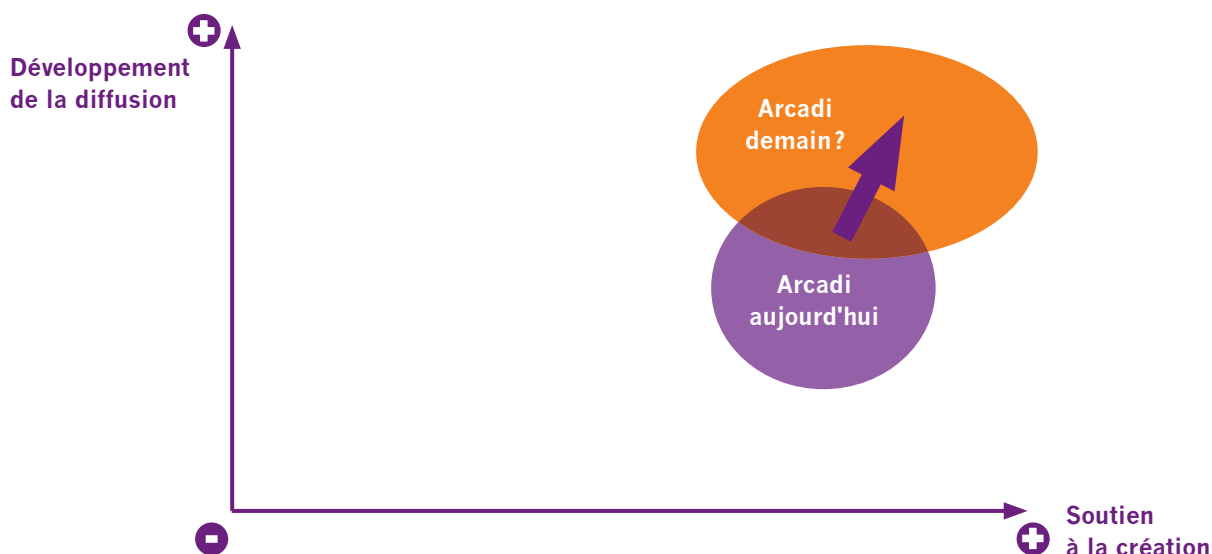 +
Développement
de la diffusion
Arcadi
demain ?
Arcadi
aujourd'hui
-
+
Soutien
à la création